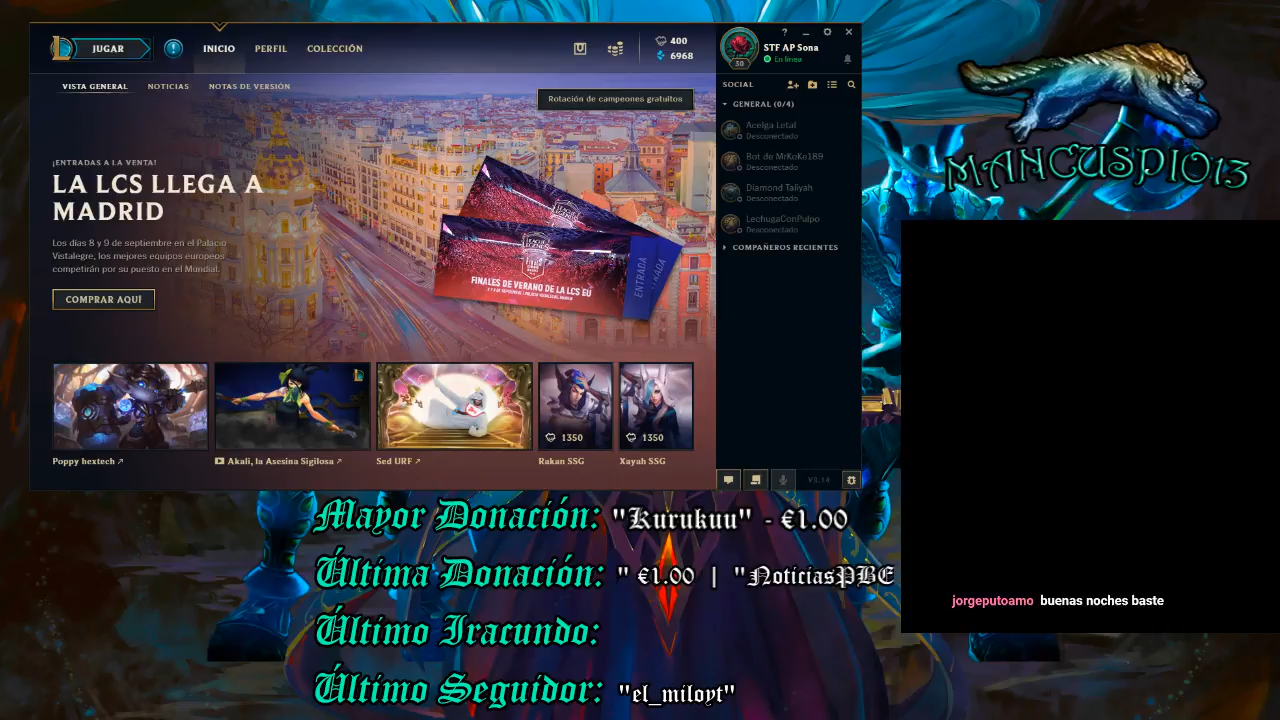 JUGAR
INICIO
PERFIL
COLECCIÓN
400
6968
VISTA GENERAL
NOTICIAS
NOTAS DE VERSIÓN
Rotación de campeones gratuitos
¡ENTRADAS A LA VENTA!
LA LCS LLEGA A
MADRID
Los días 8 y 9 de septiembre en el Palacio
Vistalegre, los mejores equipos europeos
competirán por su puesto en el Mundial.
COMPRAR AQUÍ
FINALES DE VERANO DE LA LCS EU
ENTRADA
Poppy hextech
Akali, la Asesina Sigilosa
Sed URF
1350
Rakan SSG
1350
Xayah SSG
?
STF AP Sona
En línea
30
SOCIAL
GENERAL (0/4)
Acelga Letal
Desconectado
Bot de MrKoKo189
Desconectado
Diamond Taliyah
Desconectado
LechugaConPulpo
Desconectado
COMPAÑEROS RECIENTES
V8.14
MANCUSPIO13
jorgeputoamo buenas noches baste
Mayor Donación: "Kurukuu" - €1.00
Última Donación: " €1.00 | "NoticiasPBE
Último Iracundo:
Último Seguidor: "el_miloyt"